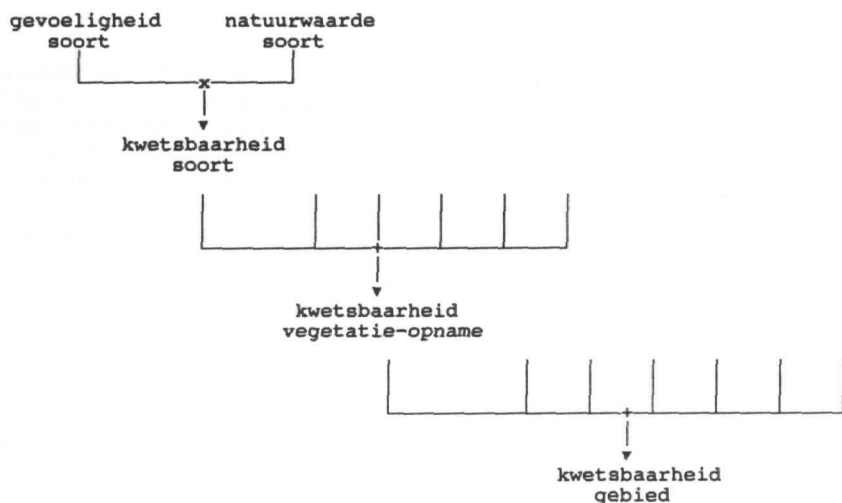 gevoeligheid natuurwaarde
soort soort
x
kwetsbaarheid
soort
+
kwetsbaarheid
vegetatie-opname
+
kwetsbaarheid
gebied